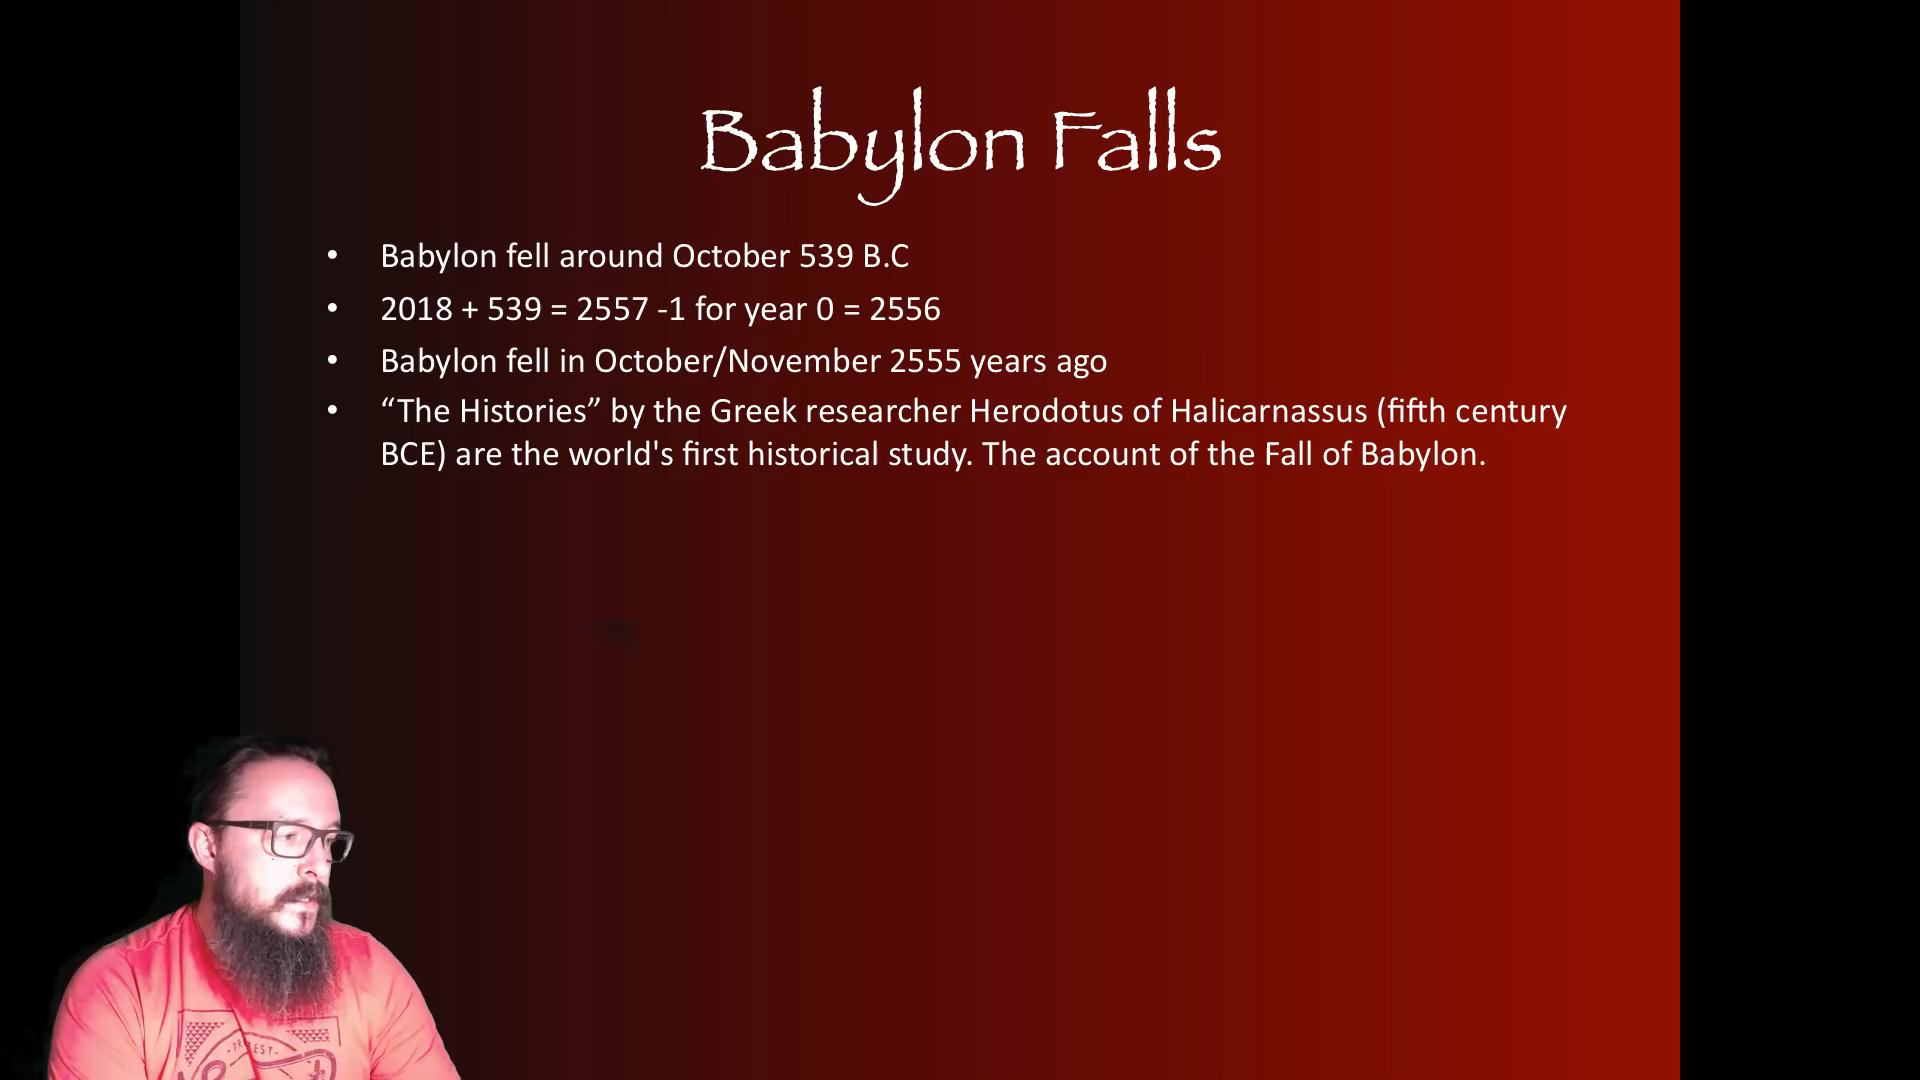 Babylon Falls
• Babylon fell around October 539 B.C
• 2018 + 539 = 2557 -1 for year 0 = 2556
• Babylon fell in October/November 2555 years ago
• “The Histories” by the Greek researcher Herodotus of Halicarnassus (fifth century
BCE) are the world's first historical study. The account of the Fall of Babylon.